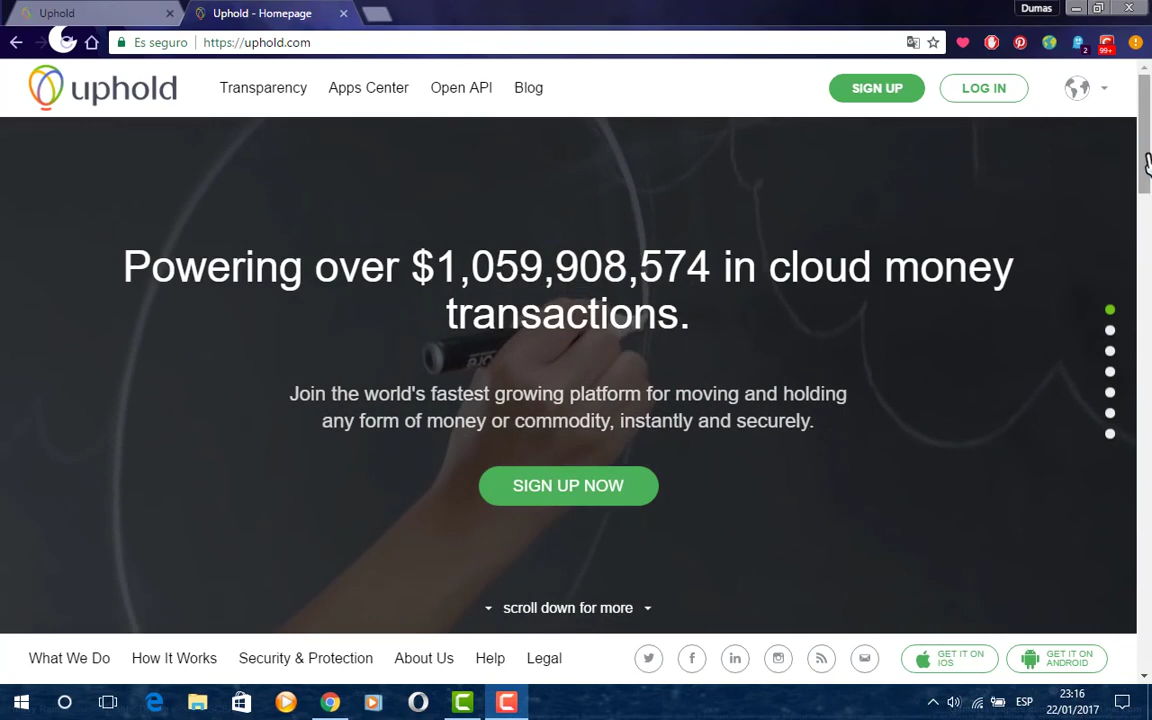 Uphold
Uphold - Homepage
Dumas
Es seguro
https://uphold.com
2
99+
uphold
Transparency
Apps Center
Open API
Blog
SIGN UP
LOG IN
Powering over $1,059,908,574 in cloud money
transactions.
Join the world's fastest growing platform for moving and holding
any form of money or commodity, instantly and securely.
SIGN UP NOW
scroll down for more
What We Do
How It Works
Security & Protection
About Us
Help
Legal
GET IT ON
IOS
GET IT ON
ANDROID
ESP
23:16
22/01/2017